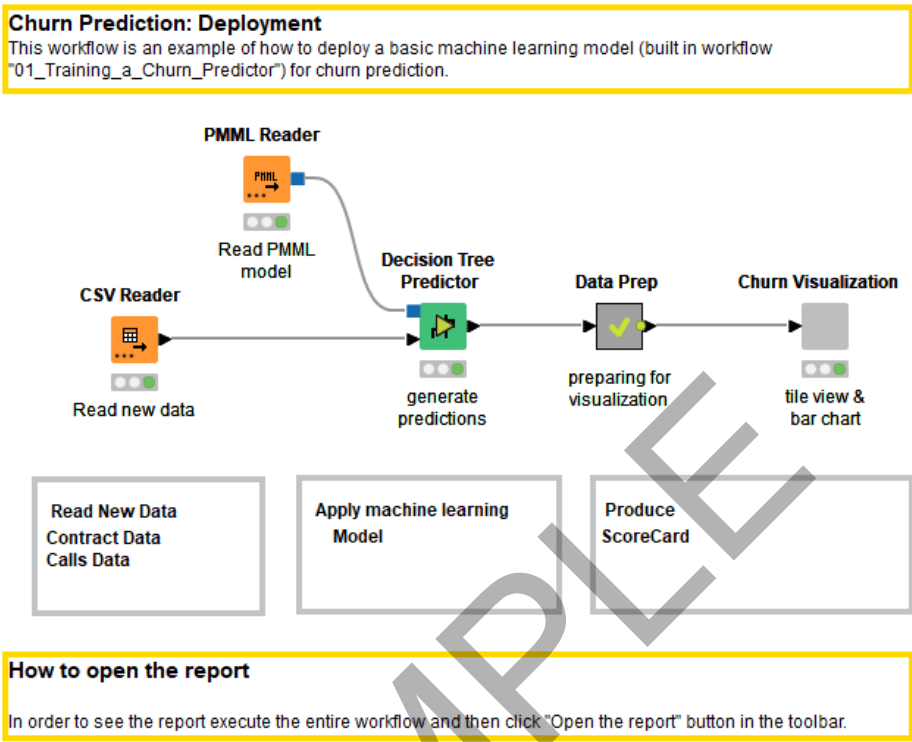 Churn Prediction: Deployment
This workflow is an example of how to deploy a basic machine learning model (built in workflow
"01_Training_a_Churn_Predictor") for churn prediction.
PMML Reader
PMML
Read PMML
model
CSV Reader
Read new data
Decision Tree
Predictor
generate
predictions
Data Prep
preparing for
visualization
Churn Visualization
tile view &
bar chart
Read New Data
Contract Data
Calls Data
Apply machine learning
Model
Produce
ScoreCard
How to open the report
In order to see the report execute the entire workflow and then click "Open the report" button in the toolbar.
MPLE